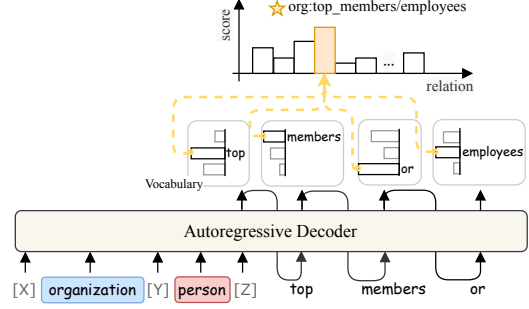 org:top_members/employees
score
...
relation
top
members
or
employees
Vocabulary
Autoregressive Decoder
[X] organization [Y] person [Z] top members or